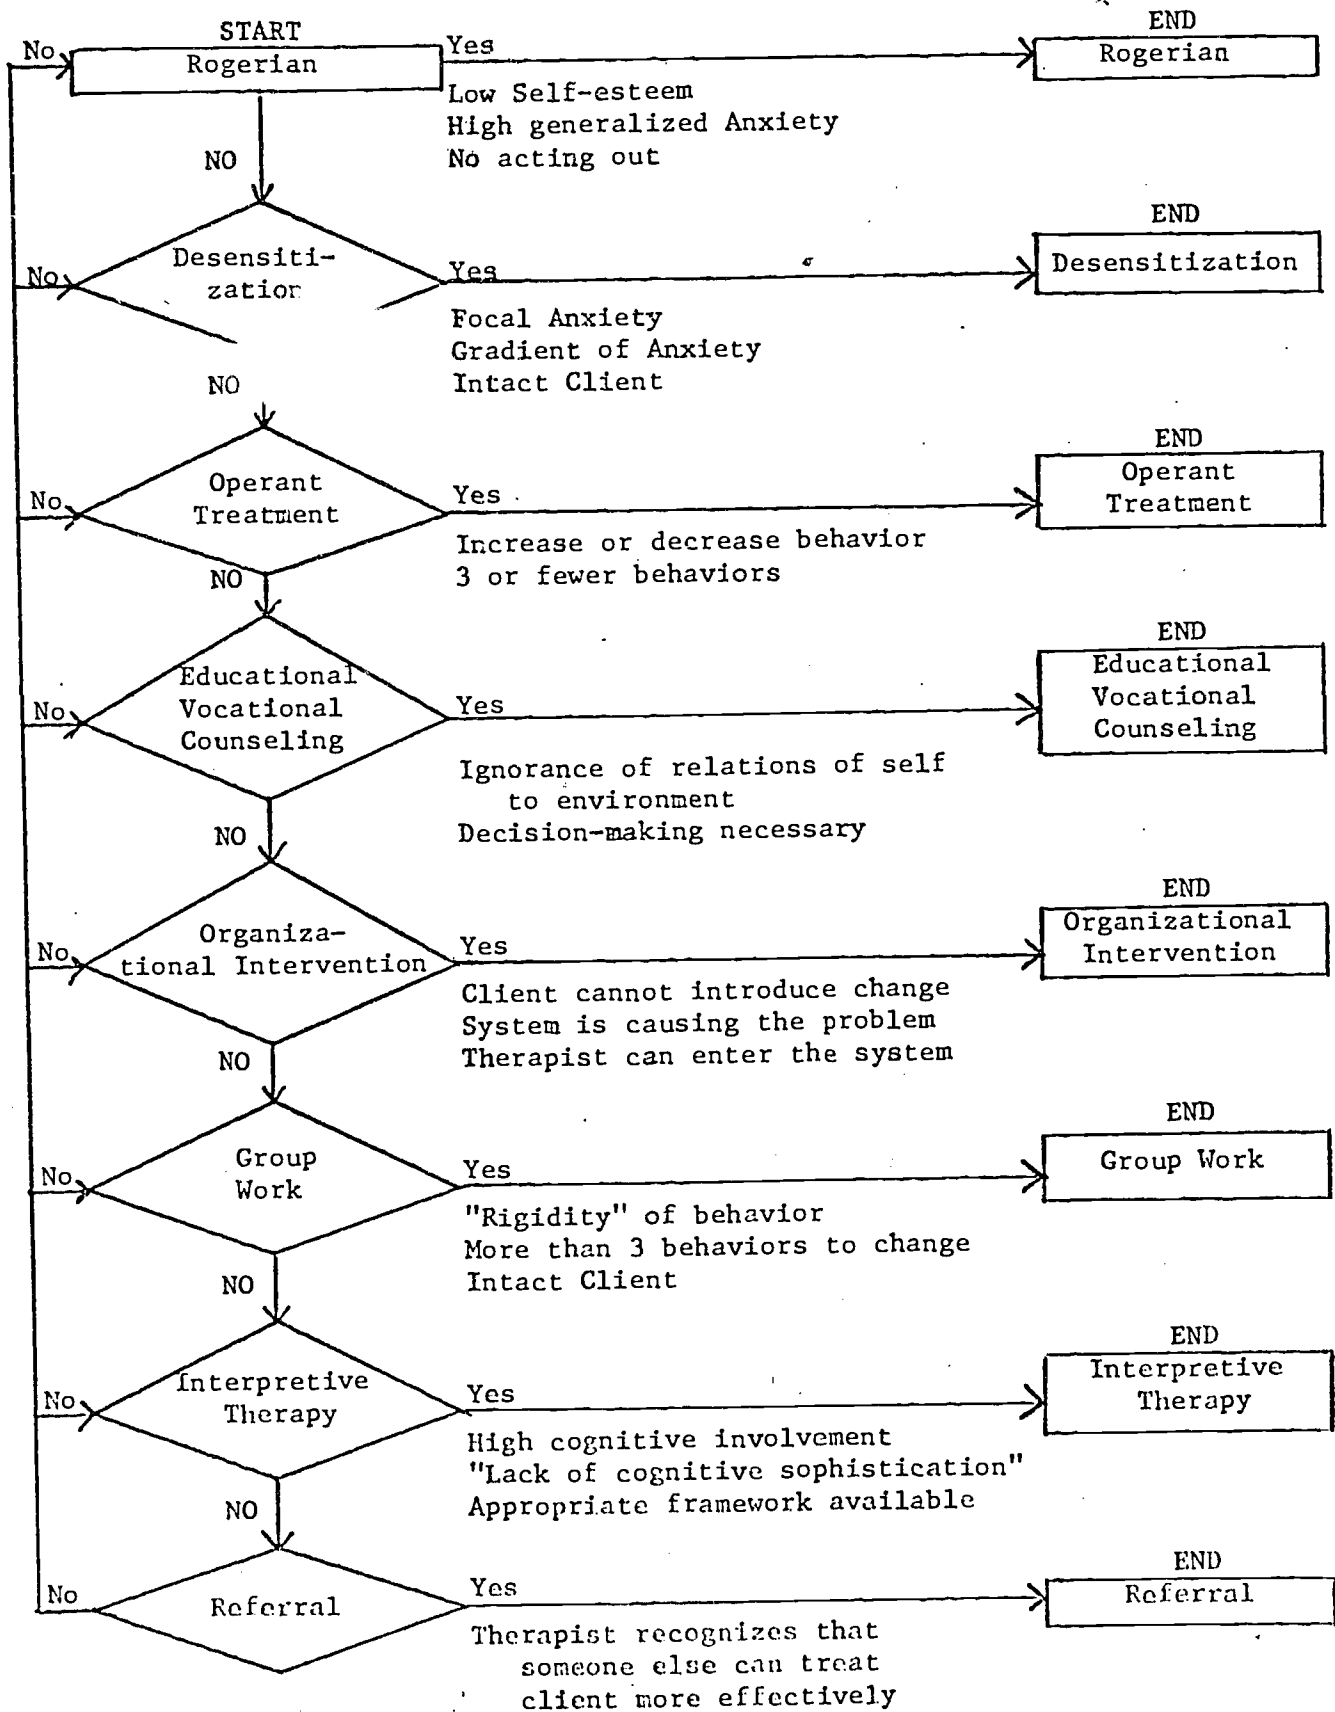 START
END
No
Rogerian
Yes
Rogerian
Low Self-esteem
High generalized Anxiety
No acting out
NO
END
No
Desensiti-
zation
Yes
Desensitization
Focal Anxiety
Gradient of Anxiety
Intact Client
NO
END
No
Operant
Treatment
Yes
Operant
Treatment
Increase or decrease behavior
3 or fewer behaviors
NO
END
No
Educational
Vocational
Counseling
Yes
Educational
Vocational
Counseling
Ignorance of relations of self
to environment
Decision-making necessary
NO
END
No
Organiza-
tional Intervention
Yes
Organizational
Intervention
Client cannot introduce change
System is causing the problem
Therapist can enter the system
NO
END
No
Group
Work
Yes
Group Work
"Rigidity" of behavior
More than 3 behaviors to change
Intact Client
NO
END
No
Interpretive
Therapy
Yes
Interpretive
Therapy
High cognitive involvement
"Lack of cognitive sophistication"
Appropriate framework available
NO
END
No
Referral
Yes
Referral
Therapist recognizes that
someone else can treat
client more effectively